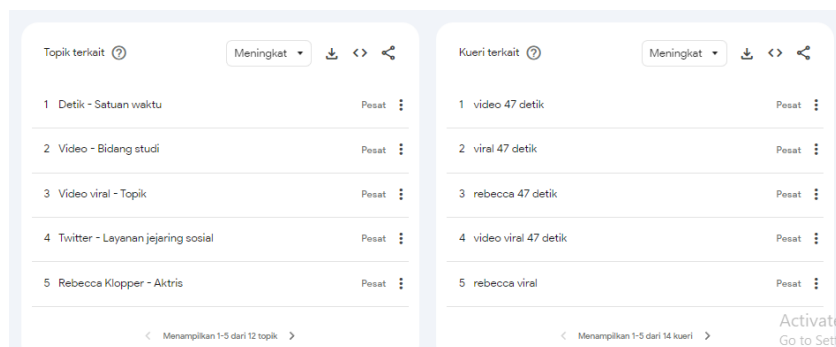 Topik terkait
Meningkat
1 Detik - Satuan waktu Pesat
2 Video - Bidang studi Pesat
3 Video viral - Topik Pesat
4 Twitter - Layanan jejaring sosial Pesat
5 Rebecca Klopper - Aktris Pesat
Menampilkan 1-5 dari 12 topik
Kueri terkait
Meningkat
1 video 47 detik Pesat
2 viral 47 detik Pesat
3 rebecca 47 detik Pesat
4 video viral 47 detik Pesat
5 rebecca viral Pesat
Menampilkan 1-5 dari 14 kueri
Activate
Go to Set